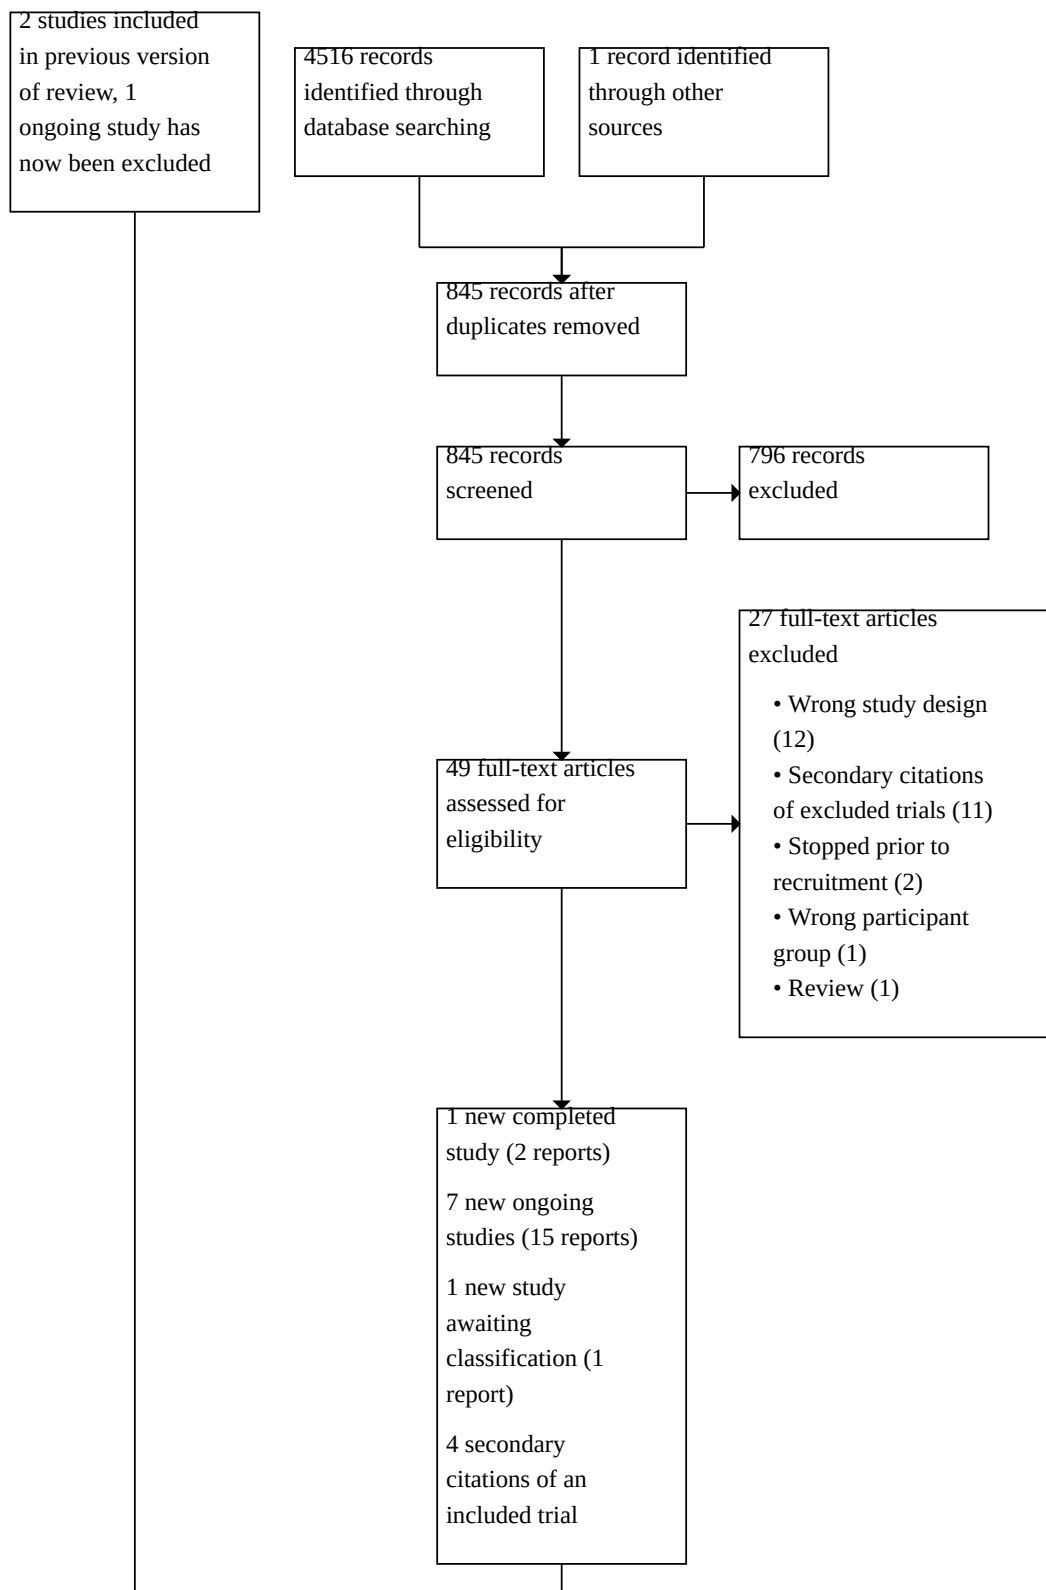 2 studies included
in previous version
of review, 1
ongoing study has
now been excluded
4516 records
identified through
database searching
1 record identified
through other
sources
845 records after
duplicates removed
845 records
screened
796 records
excluded
27 full-text articles
excluded
• Wrong study design
(12)
• Secondary citations
of excluded trials (11)
• Stopped prior to
recruitment (2)
• Wrong participant
group (1)
• Review (1)
49 full-text articles
assessed for
eligibility
1 new completed
study (2 reports)
7 new ongoing
studies (15 reports)
1 new study
awaiting
classification (1
report)
4 secondary
citations of an
included trial